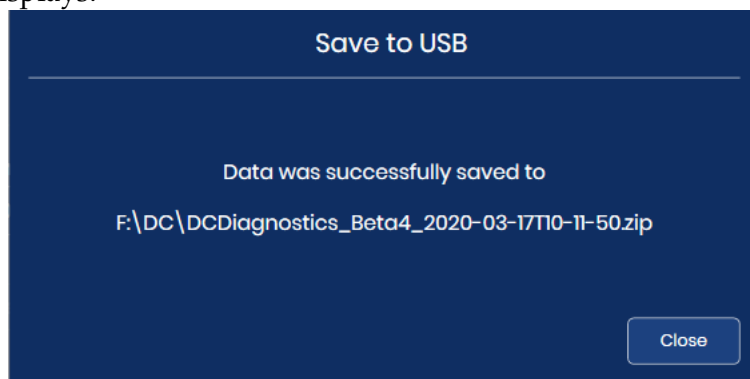 Save to USB
Data was successfully saved to
F:\DC\DCDiagnostics_Beta4_2020-03-17T10-11-50.zip
Close